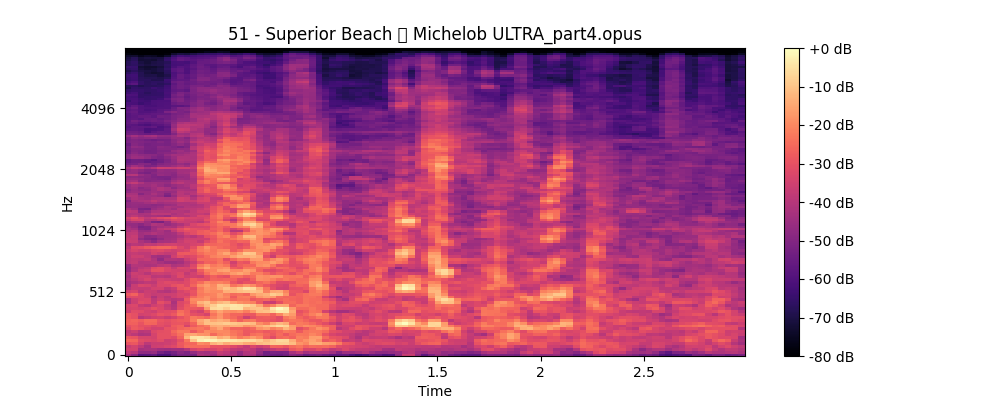 51 - Superior Beach ▯ Michelob ULTRA_part4.opus
Hz
4096
2048
1024
512
0
0 0.5 1 1.5 2 2.5
Time
+0 dB
-10 dB
-20 dB
-30 dB
-40 dB
-50 dB
-60 dB
-70 dB
-80 dB